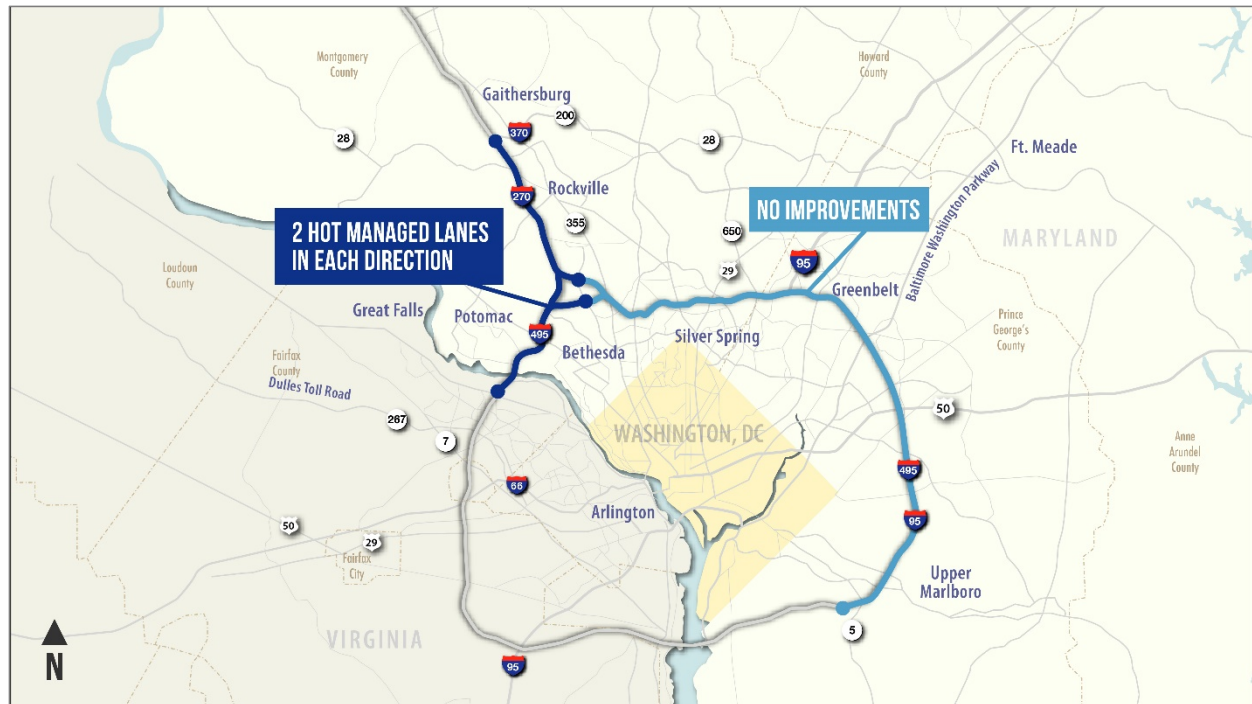 Montgomery
County
Howard
County
Gaithersburg
370
200
28
28
Ft. Meade
270
Rockville
NO IMPROVEMENTS
Baltimore Washington Parkway
2 HOT MANAGED LANES
IN EACH DIRECTION
355
650
MARYLAND
29
95
Loudoun
County
Great Falls
Potomac
Greenbelt
495
Silver Spring
Prince
George's
County
Bethesda
Fairfax
County
Dulles Toll Road
267
7
50
WASHINGTON, DC
Anne
Arundel
County
66
495
Arlington
95
50
29
Fairfax
City
Upper
Marlboro
5
VIRGINIA
95
N